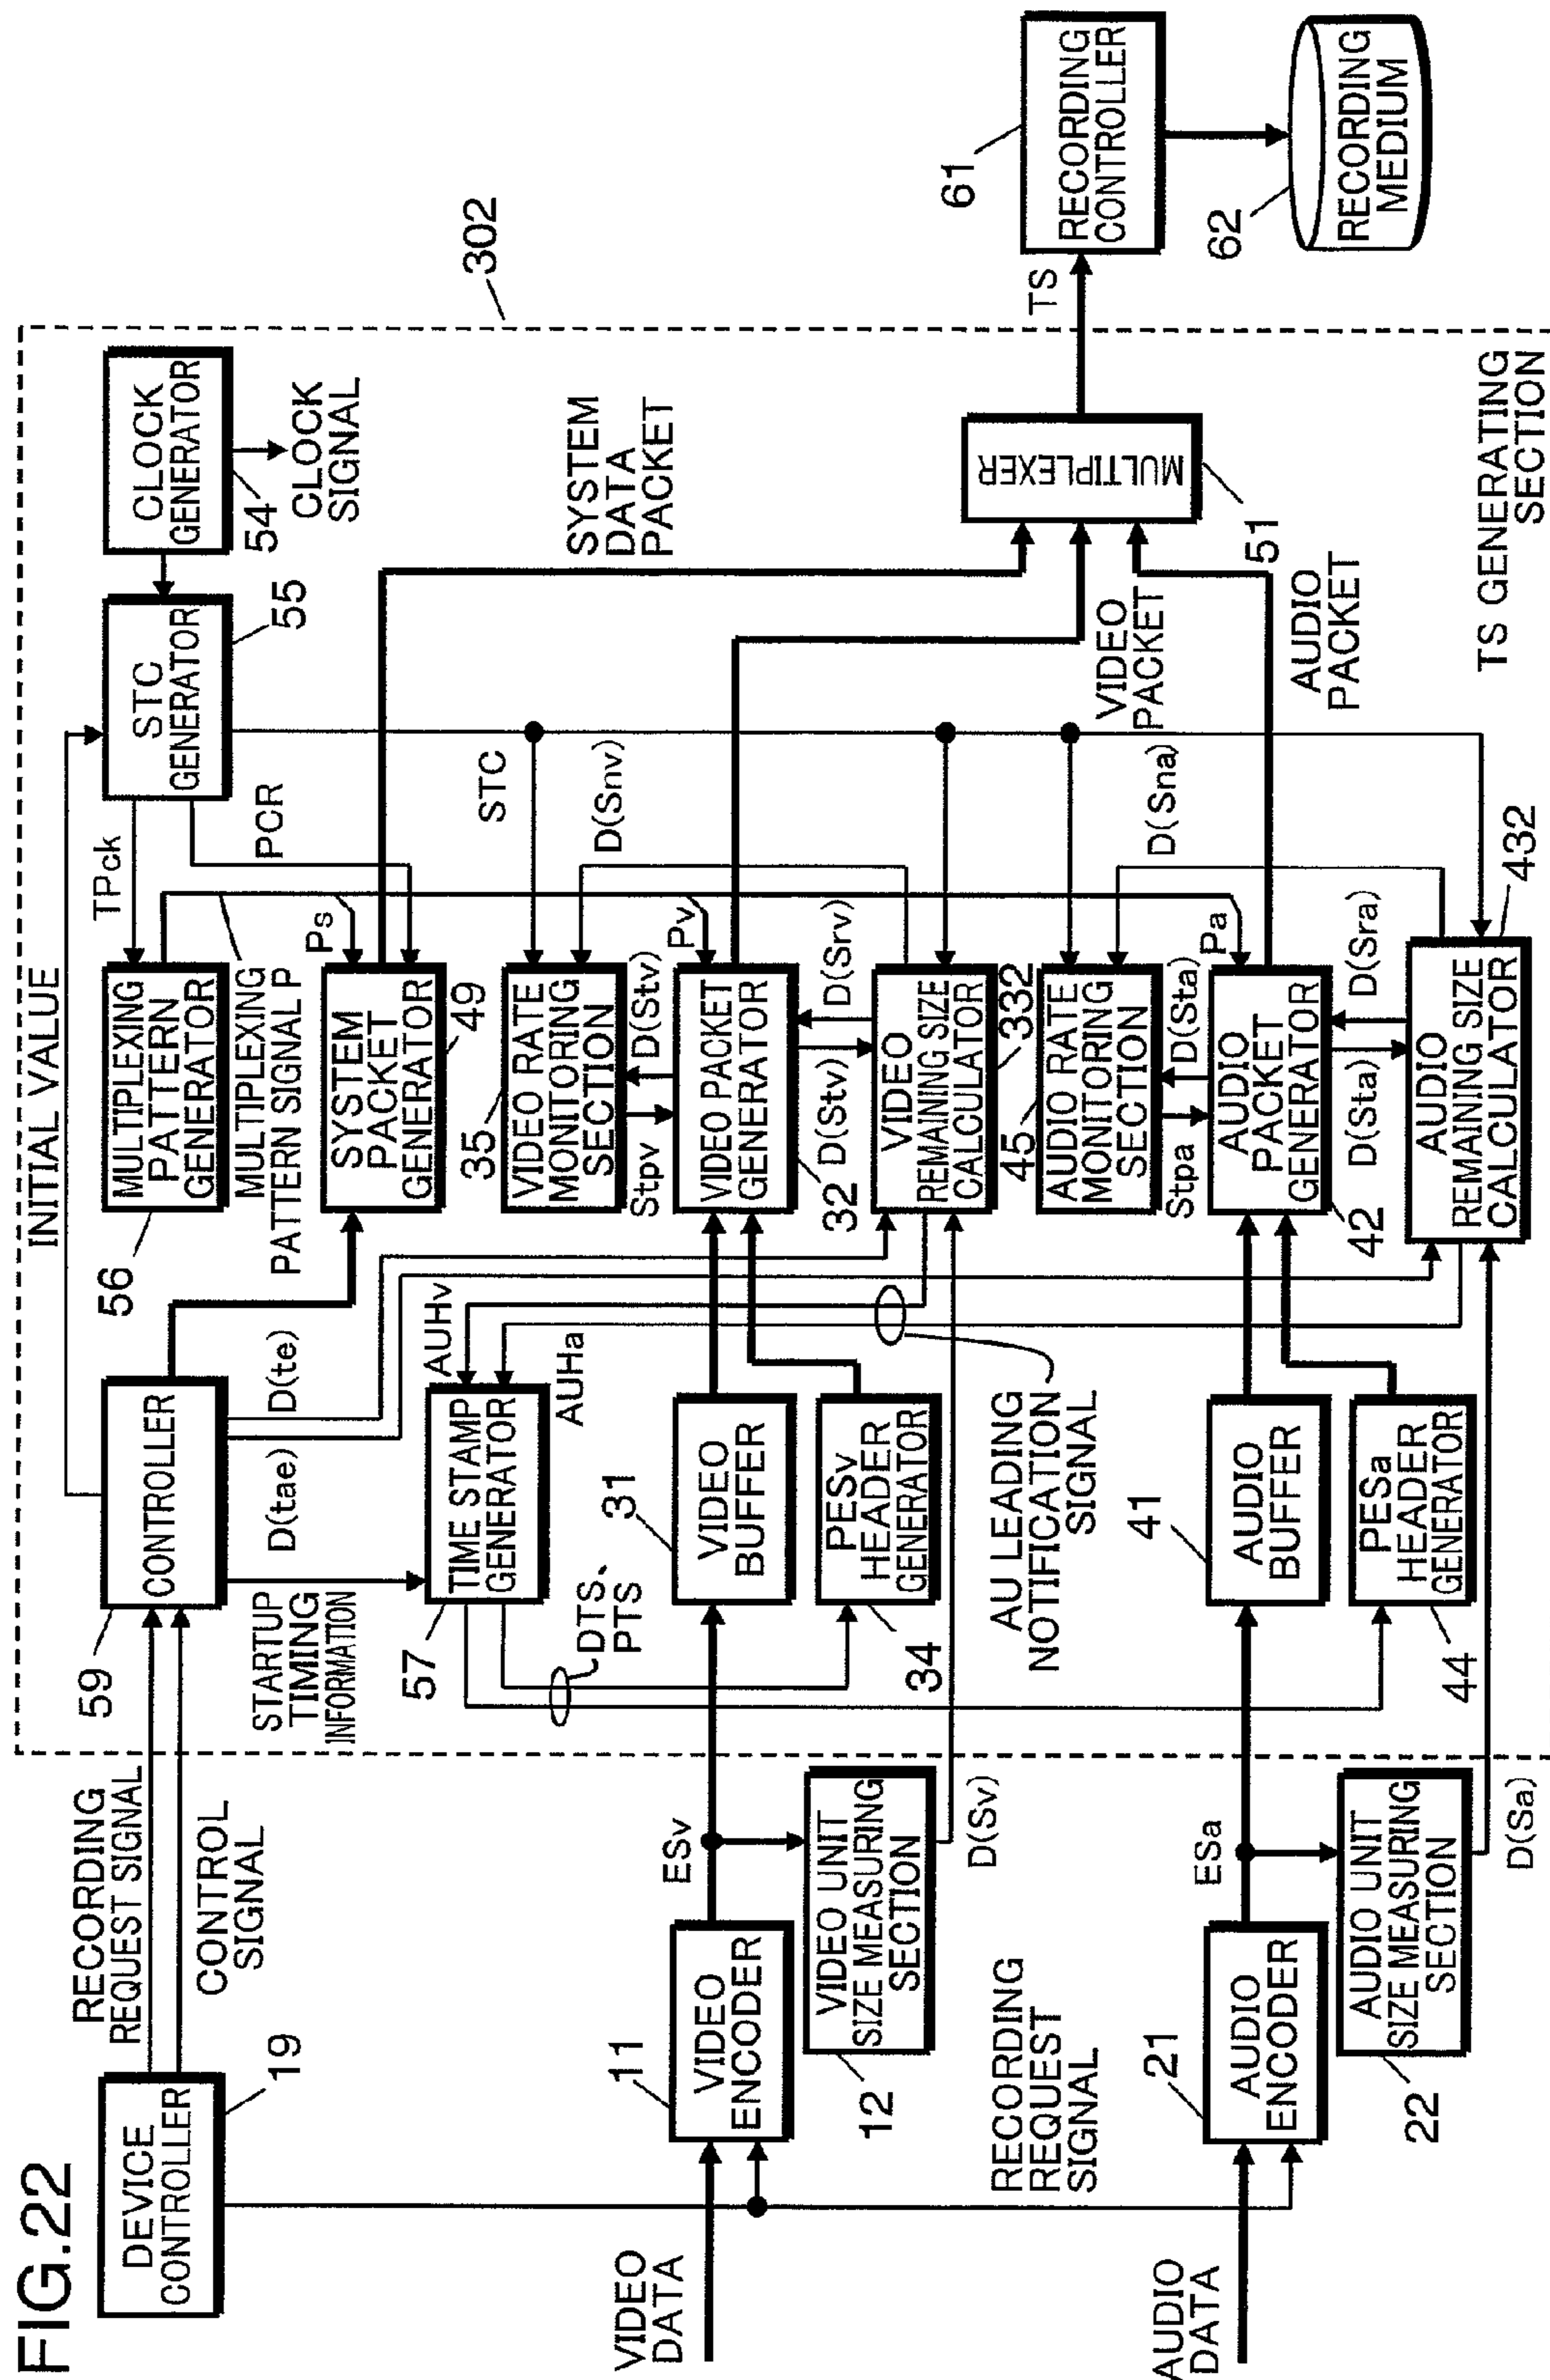 FIG.22
DEVICE
CONTROLLER
19
RECORDING
REQUEST SIGNAL
CONTROL
SIGNAL
VIDEO
DATA
VIDEO
ENCODER
11
ESv
VIDEO UNIT
SIZE MEASURING
SECTION
12
D(Sv)
RECORDING
REQUEST
SIGNAL
AUDIO
DATA
AUDIO
ENCODER
21
ESa
AUDIO UNIT
SIZE MEASURING
SECTION
22
D(Sa)
INITIAL VALUE
CONTROLLER
59
STARTUP
TIMING
INFORMATION
D(tae)
D(te)
TIME STAMP
GENERATOR
57
AUHv
AUHa
DTS、
PTS
VIDEO
BUFFER
31
PESv
HEADER
GENERATOR
34
AU LEADING
NOTIFICATION
SIGNAL
AUDIO
BUFFER
41
PESa
HEADER
GENERATOR
44
MULTIPLEXING
PATTERN
GENERATOR
56
MULTIPLEXING
PATTERN SIGNAL P
TPck
PCR
SYSTEM
PACKET
GENERATOR
49
Ps
VIDEO RATE
MONITORING
SECTION
35
STC
D(Snv)
Stpv
D(Stv)
VIDEO PACKET
GENERATOR
32
Pv
D(Stv)
D(Srv)
VIDEO
REMAINING SIZE
CALCULATOR
332
AUDIO RATE
MONITORING
SECTION
45
D(Sna)
Stpa
D(Sta)
AUDIO
PACKET
GENERATOR
42
Pa
D(Sta)
D(Sra)
AUDIO
REMAINING SIZE
CALCULATOR
432
STC
GENERATOR
55
CLOCK
GENERATOR
54
CLOCK
SIGNAL
SYSTEM
DATA
PACKET
VIDEO
PACKET
AUDIO
PACKET
MULTIPLEXER
51
TS GENERATING
SECTION
302
TS
RECORDING
CONTROLLER
61
RECORDING
MEDIUM
62